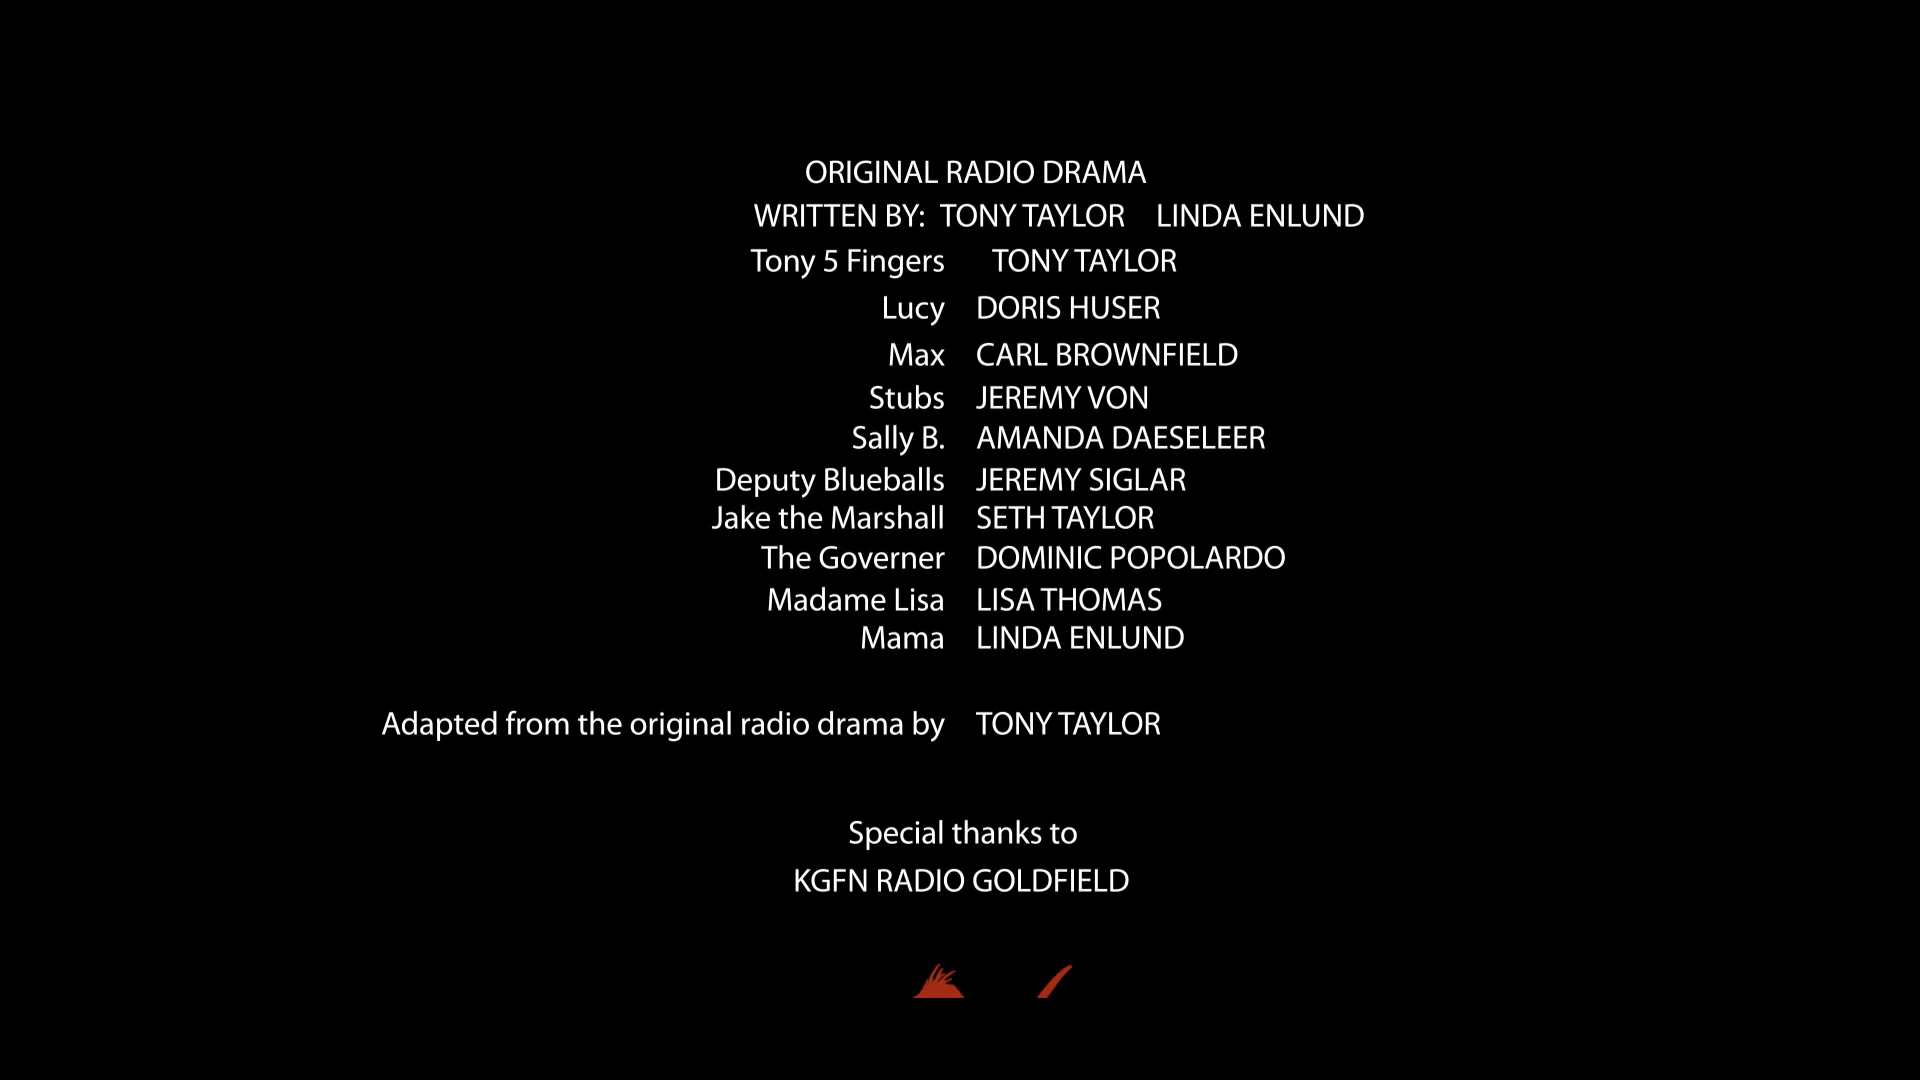 ORIGINAL RADIO DRAMA
WRITTEN BY: TONY TAYLOR LINDA ENLUND
Tony 5 Fingers TONY TAYLOR
Lucy DORIS HUSER
Max CARL BROWNFIELD
Stubs JEREMY VON
Sally B. AMANDA DAESELEER
Deputy Blueballs JEREMY SIGLAR
Jake the Marshall SETH TAYLOR
The Governer DOMINIC POPOLARDO
Madame Lisa LISA THOMAS
Mama LINDA ENLUND
Adapted from the original radio drama by TONY TAYLOR
Special thanks to
KGFN RADIO GOLDFIELD